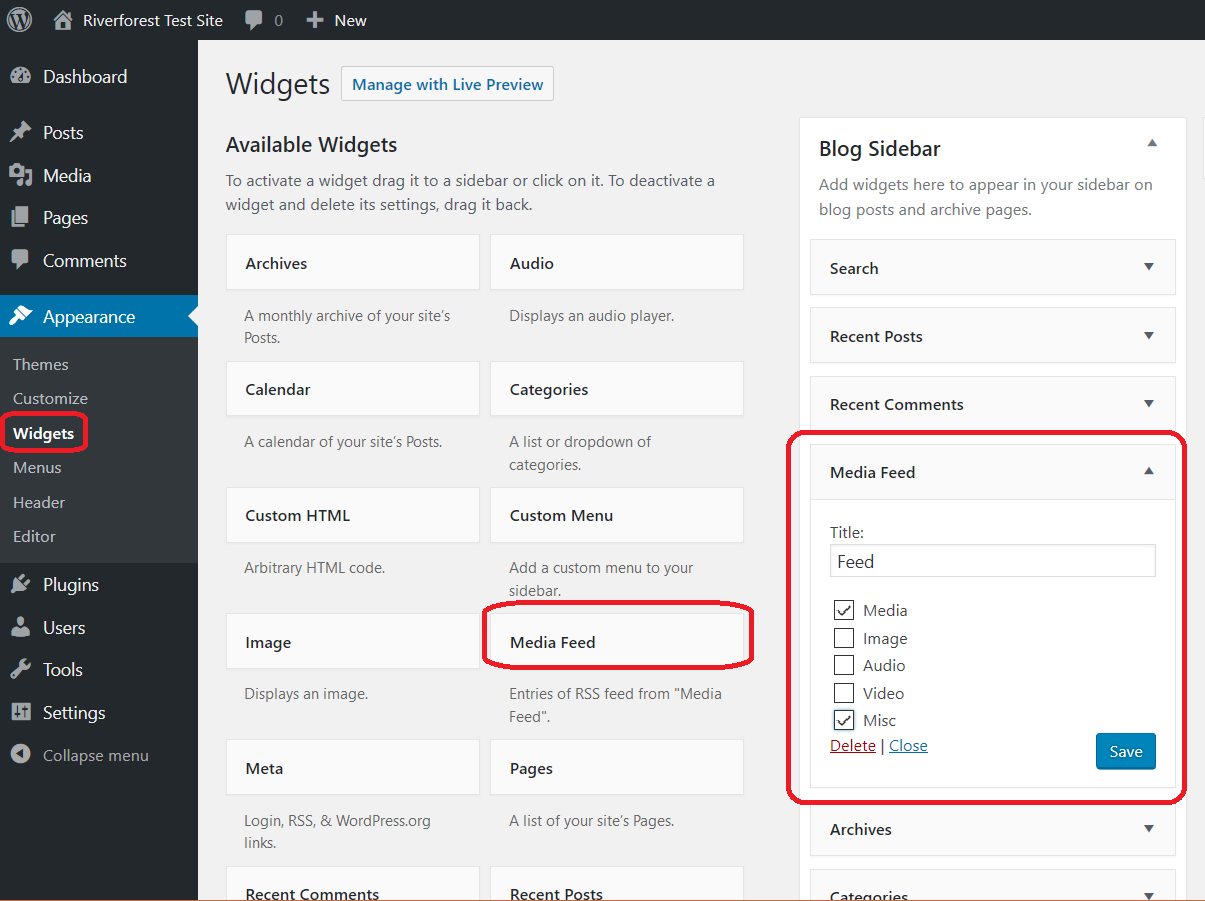 Riverforest Test Site 0 New
Dashboard
Posts
Media
Pages
Comments
Appearance
Themes
Customize
Widgets
Menus
Header
Editor
Plugins
Users
Tools
Settings
Collapse menu
Widgets Manage with Live Preview
Available Widgets
To activate a widget drag it to a sidebar or click on it. To deactivate a
widget and delete its settings, drag it back.
Archives
A monthly archive of your site’s
Posts.
Audio
Displays an audio player.
Calendar
A calendar of your site’s Posts.
Categories
A list or dropdown of
categories.
Custom HTML
Arbitrary HTML code.
Custom Menu
Add a custom menu to your
sidebar.
Image
Displays an image.
Media Feed
Entries of RSS feed from "Media
Feed".
Meta
Login, RSS, & WordPress.org
links.
Pages
A list of your site’s Pages.
Recent Comments
Recent Posts
Blog Sidebar
Add widgets here to appear in your sidebar on
blog posts and archive pages.
Search
Recent Posts
Recent Comments
Media Feed
Title:
Feed
Media
Image
Audio
Video
Misc
Delete | Close
Save
Archives
Categories